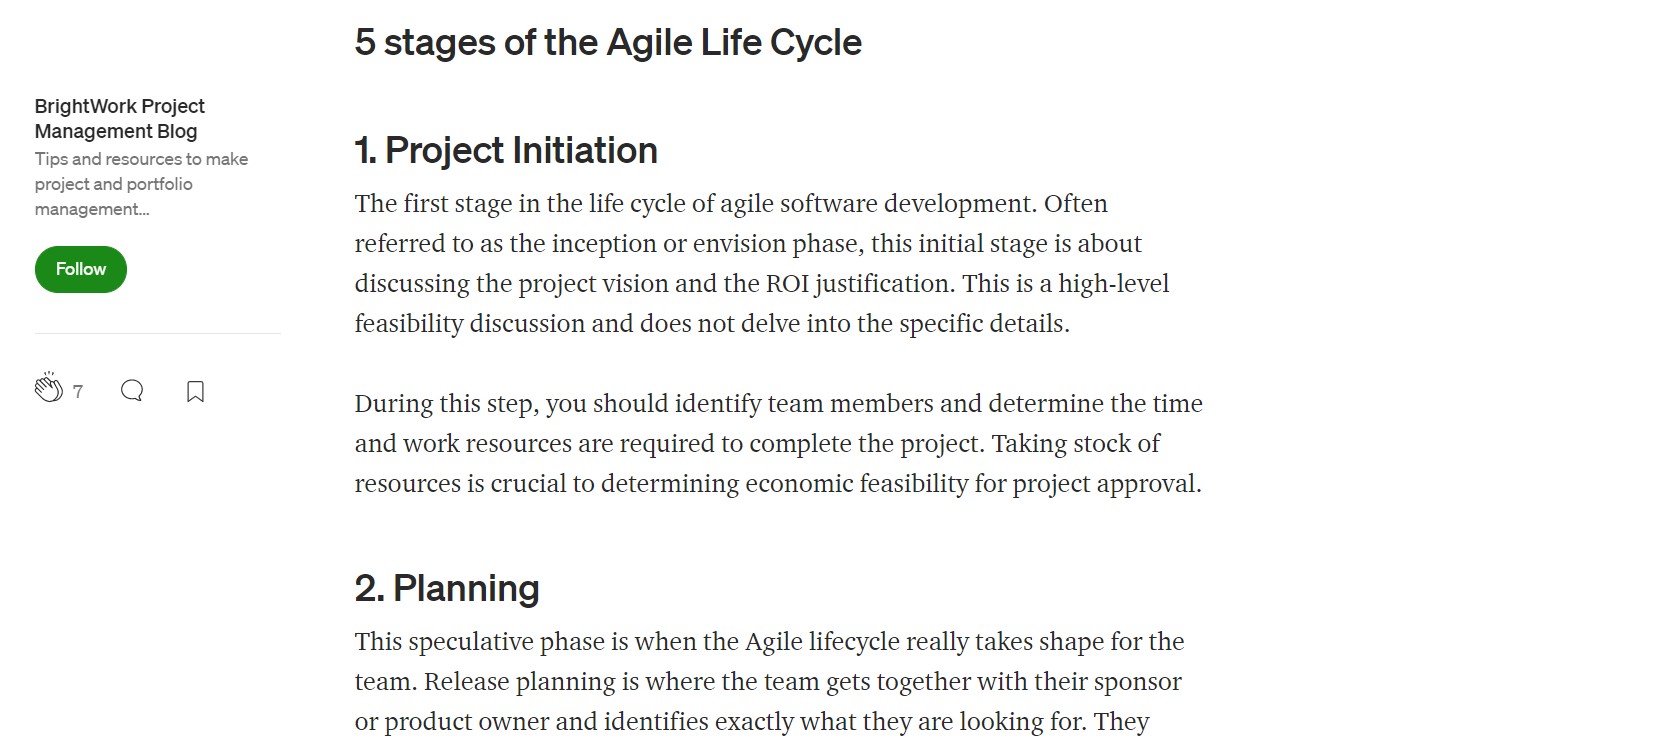 5 stages of the Agile Life Cycle
BrightWork Project
Management Blog
Tips and resources to make
project and portfolio
management...
Follow
7
1. Project Initiation
The first stage in the life cycle of agile software development. Often
referred to as the inception or envision phase, this initial stage is about
discussing the project vision and the ROI justification. This is a high-level
feasibility discussion and does not delve into the specific details.
During this step, you should identify team members and determine the time
and work resources are required to complete the project. Taking stock of
resources is crucial to determining economic feasibility for project approval.
2. Planning
This speculative phase is when the Agile lifecycle really takes shape for the
team. Release planning is where the team gets together with their sponsor
or product owner and identifies exactly what they are looking for. They